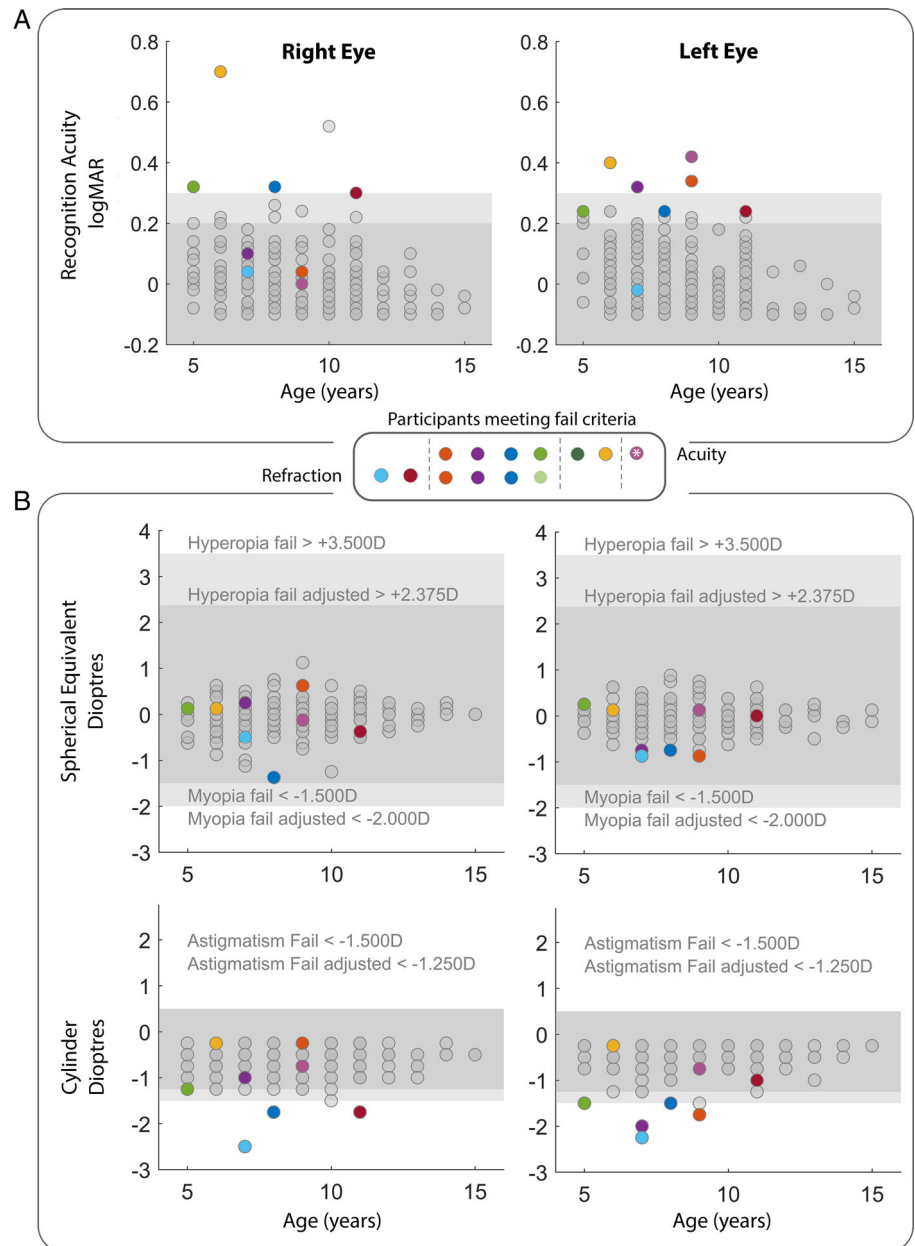 A
Right Eye
Left Eye
Recognition Acuity
logMAR
0.8
0.6
0.4
0.2
0
-0.2
5
10
15
Age (years)
0.8
0.6
0.4
0.2
0
-0.2
5
10
15
Age (years)
Participants meeting fail criteria
* Acuity
Refraction
B
Spherical Equivalent
Dioptres
4
3
2
1
0
-1
-2
-3
Hyperopia fail > +3.500D
Hyperopia fail adjusted > +2.375D
Myopia fail < -1.500D
Myopia fail adjusted < -2.000D
5
10
15
4
3
2
1
0
-1
-2
-3
Hyperopia fail > +3.500D
Hyperopia fail adjusted > +2.375D
Myopia fail < -1.500D
Myopia fail adjusted < -2.000D
5
10
15
Cylinder
Dioptres
2
1
0
-1
-2
-3
Astigmatism Fail < -1.500D
Astigmatism Fail adjusted < -1.250D
5
10
15
Age (years)
2
1
0
-1
-2
-3
Astigmatism Fail < -1.500D
Astigmatism Fail adjusted < -1.250D
5
10
15
Age (years)